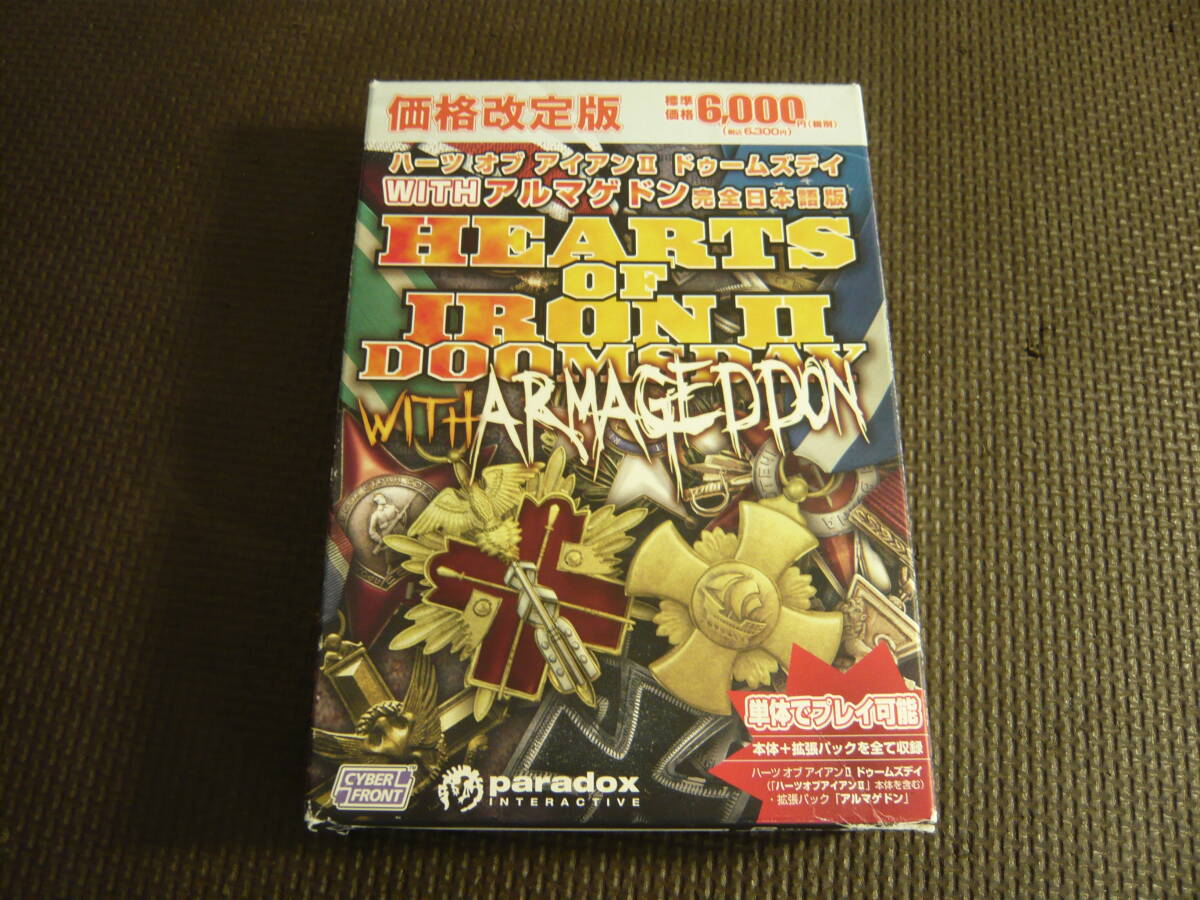 価格改定版
標準価格 6,000円(税別)
(税込 6,300円)
ハーツ オブ アイアンII ドゥームズデイ
WITH アルマゲドン 完全日本語版
HEARTS
OF
IRON II
DOOMSDAY
WITH ARMAGEDDON
単体でプレイ可能
本体+拡張パックを全て収録
ハーツ オブ アイアンII ドゥームズデイ
(「ハーツオブアイアンII」本体を含む)
・拡張パック「アルマゲドン」
CYBER FRONT™
paradox
INTERACTIVE